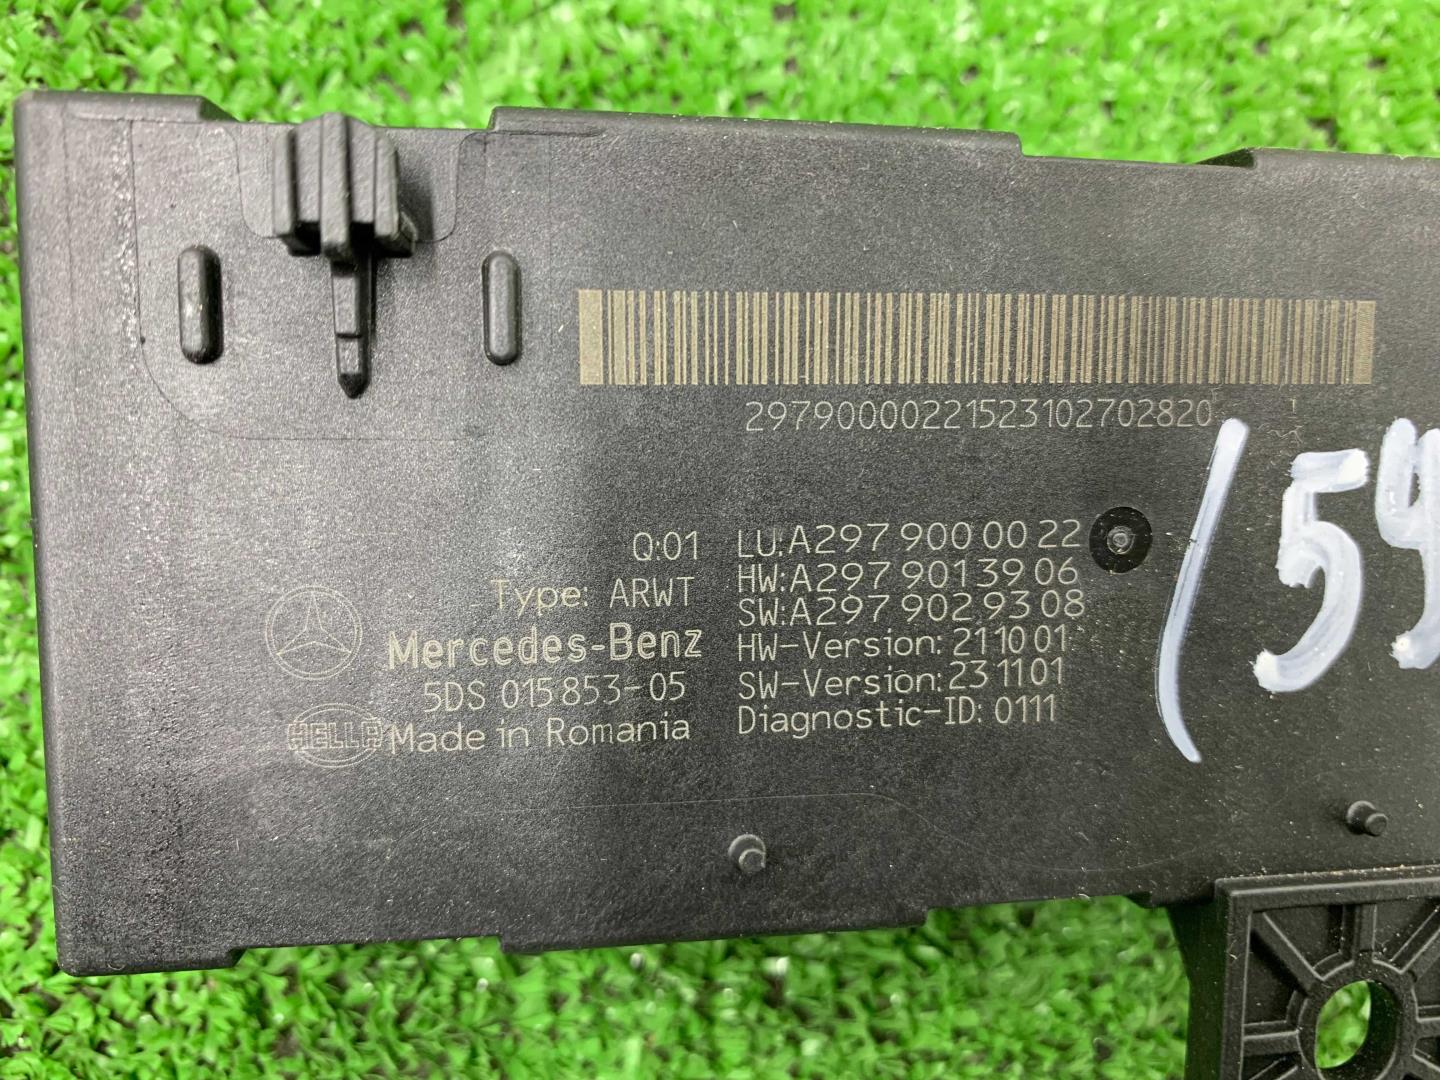 29790000221523102702820
Q:01
Type: ARWT
Mercedes-Benz
5DS 015 853-05
HELLA
Made in Romania
LU:A297 900 00 22
HW:A297 901 39 06
SW:A297 902 93 08
HW-Version: 21 10 01
SW-Version: 23 11 01
Diagnostic-ID: 0111